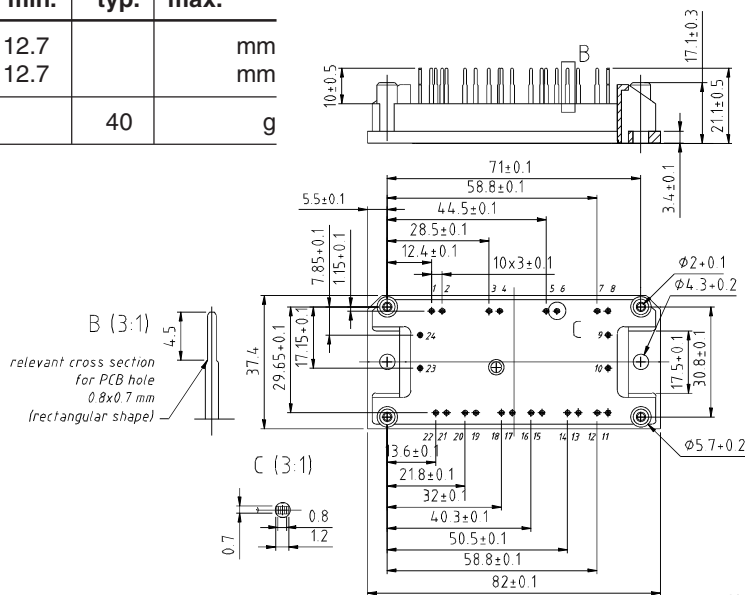 min. typ. max.
12.7 mm
12.7 mm
40 g
B
10±0.5
17.1±0.3
21.1±0.5
3.4±0.1
71±0.1
58.8±0.1
5.5±0.1
44.5±0.1
28.5±0.1
12.4±0.1
10x3±0.1
7.85±0.1
1.15±0.1
Φ2+0.1
Φ4.3+0.2
1 2 3 4 5 6 7 8
C
9
24
23
10
37.4
29.65±0.1
17.15±0.1
17.5±0.1
30.8±0.1
B (3:1)
4.5
relevant cross section
for PCB hole
0.8x0.7 mm
(rectangular shape)
22 21 20 19 18 17 16 15 14 13 12 11
Φ5.7+0.2
13.6±0.1
21.8±0.1
32±0.1
40.3±0.1
50.5±0.1
58.8±0.1
82±0.1
C (3:1)
0.8
1.2
0.7